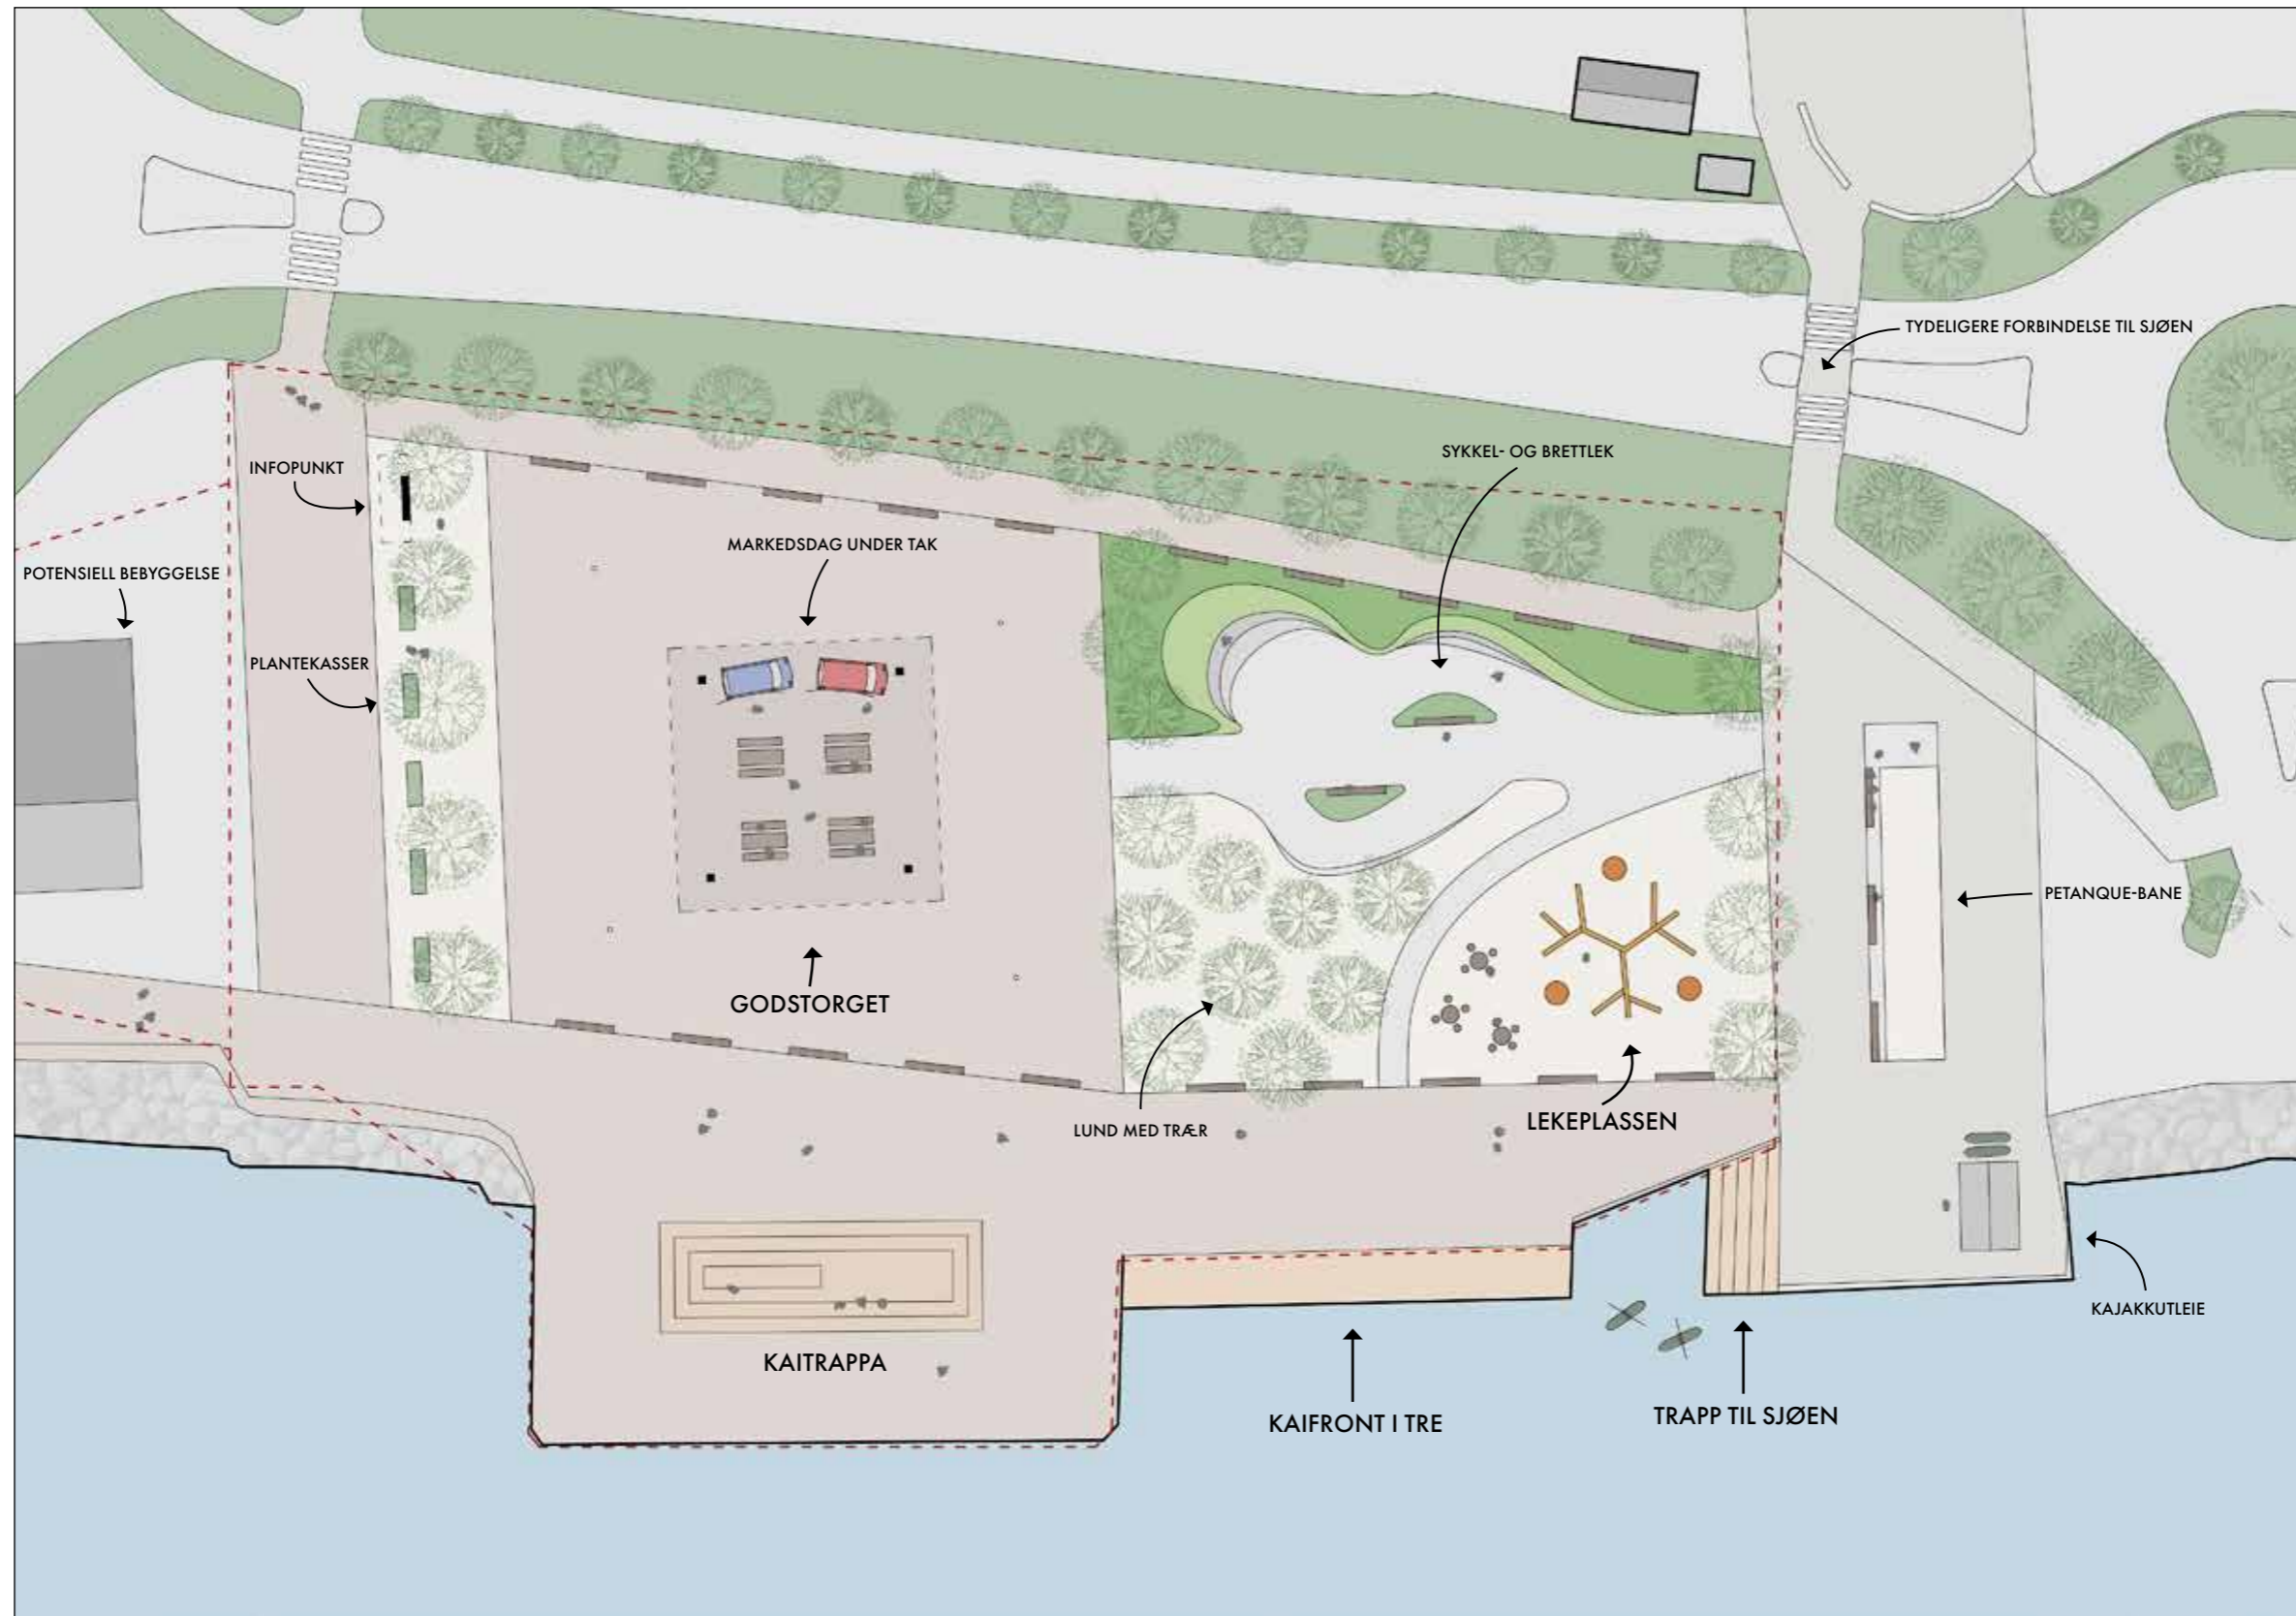 TYDELIGERE FORBINDELSE TIL SJØEN
SYKKEL- OG BRETTLEK
INFOPUNKT
MARKEDSDAG UNDER TAK
POTENSIELL BEBYGGELSE
PLANTEKASSER
PETANQUE-BANE
GODSTORGET
LEKEPLASSEN
LUND MED TRÆR
KAJAKKUTLEIE
KAITRAPPA
TRAPP TIL SJØEN
KAIFRONT I TRE